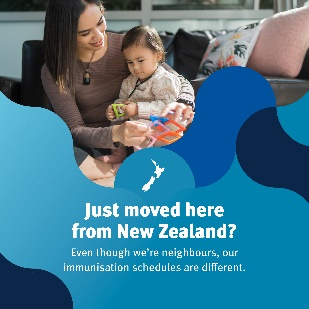 Just moved here
from New Zealand?
Even though we're neighbours, our
immunisation schedules are different.